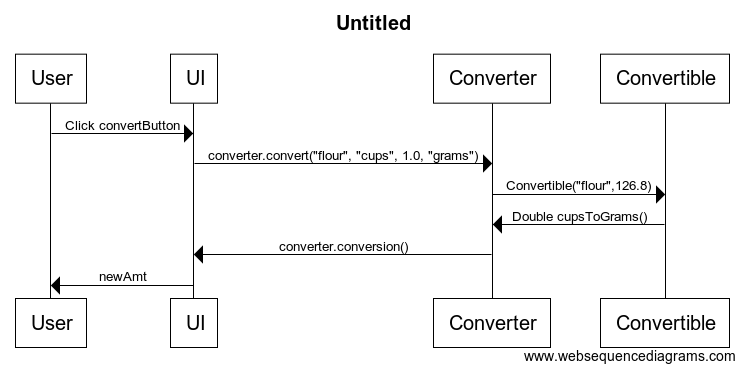 Untitled
User
UI
Converter
Convertible
Click convertButton
converter.convert("flour", "cups", 1.0, "grams")
Convertible("flour",126.8)
Double cupsToGrams()
converter.conversion()
newAmt
User
UI
Converter
Convertible
www.websequencediagrams.com